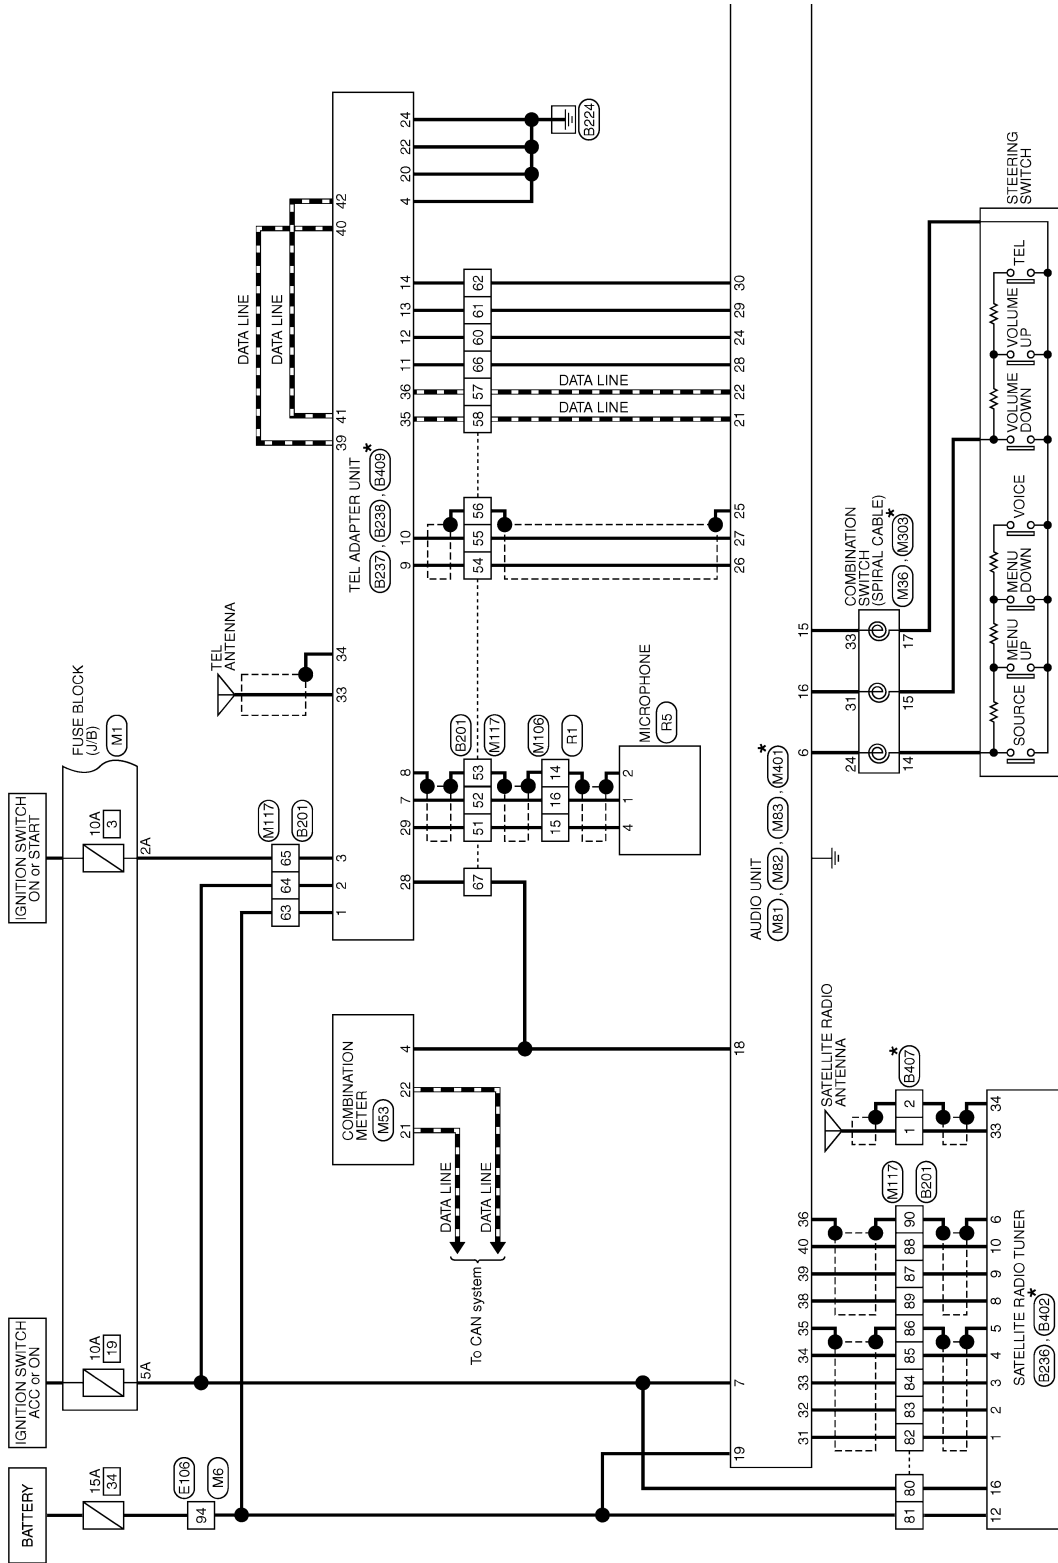 BATTERY
IGNITION SWITCH
ACC or ON
IGNITION SWITCH
ON or START
15A
34
10A
19
10A
3
FUSE BLOCK
(J/B)
M1
5A
2A
E106
M6
94
M117
B201
63 64 65
1 2 3
TEL
ANTENNA
33 34
DATA LINE
DATA LINE
39 41 40 42
TEL ADAPTER UNIT *
B237 , B238 , B409
28 29 7 8 9 10 35 36 11 12 13 14 4 20 22 24
B224
COMBINATION
METER
M53
21 22 4
DATA LINE
DATA LINE
To CAN system
67
51 52 53
B201
M117
15 16 14
M106
R1
4 1 2
MICROPHONE
R5
54 55 56
58 57 66 60 61 62
DATA LINE
DATA LINE
19 7 18 26 27 25 21 22 28 24 29 30
AUDIO UNIT *
M81 , M82 , M83 , M401
31 32 33 34 35 38 39 40 36
6 16 15
24 31 33
14 15 17
COMBINATION
SWITCH
(SPIRAL CABLE) *
M36 , M303
SATELLITE RADIO
ANTENNA
1 2
B407 *
33 34
M117
B201
81 80 82 83 84 85 86 89 87 88 90
12 16 1 2 3 4 5 8 9 10 6
SATELLITE RADIO TUNER *
B236 , B402
STEERING
SWITCH
SOURCE
MENU
UP
MENU
DOWN
VOICE
VOLUME
DOWN
VOLUME
UP
TEL